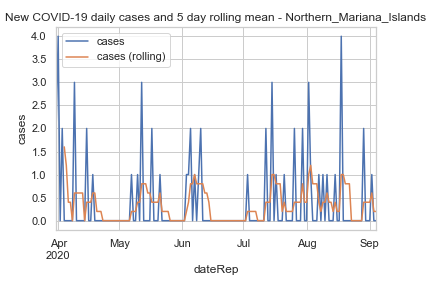 New COVID-19 daily cases and 5 day rolling mean - Northern_Mariana_Islands
cases
cases (rolling)
4.0
3.5
3.0
2.5
2.0
1.5
1.0
0.5
0.0
cases
Apr May Jun Jul Aug Sep
2020
dateRep